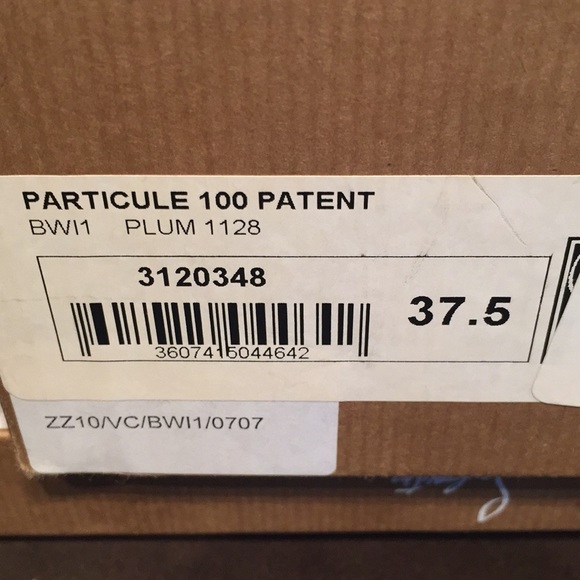 PARTICULE 100 PATENT
BWI1 PLUM 1128
3120348
37.5
3607415044642
ZZ10/VC/BWI1/0707